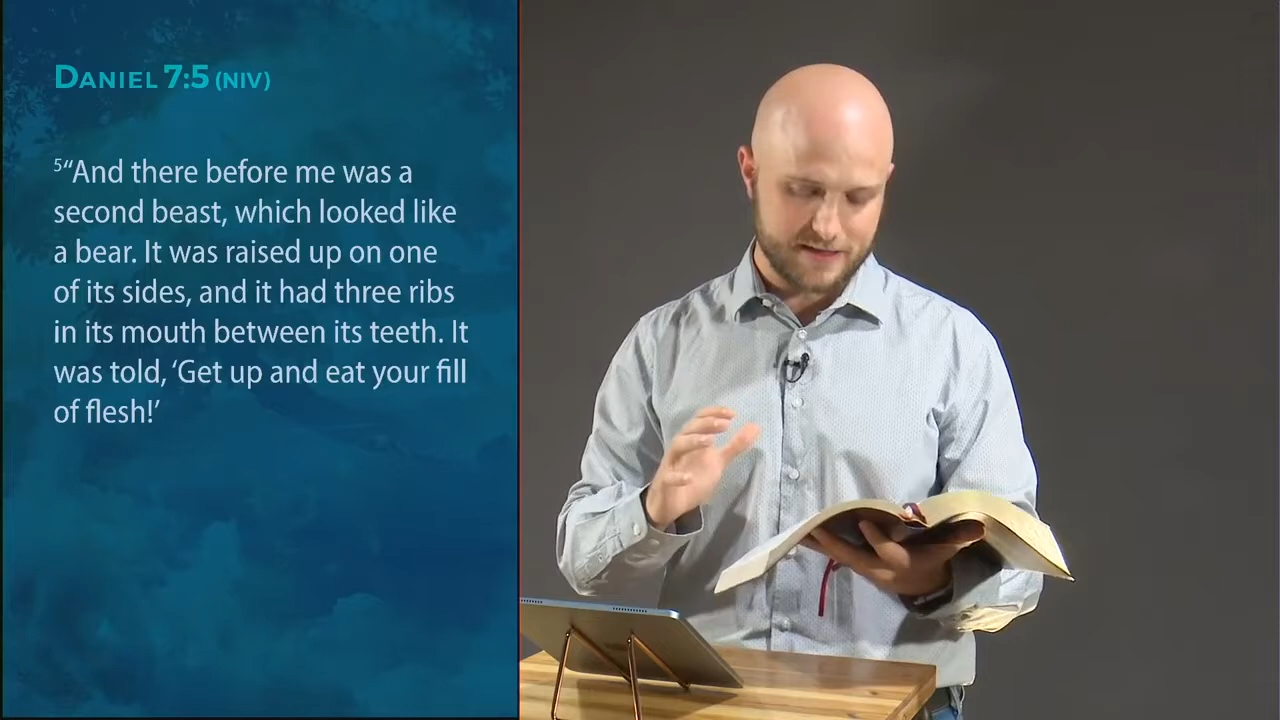 DANIEL 7:5 (NIV)
5“And there before me was a
second beast, which looked like
a bear. It was raised up on one
of its sides, and it had three ribs
in its mouth between its teeth. It
was told, ‘Get up and eat your fill
of flesh!’